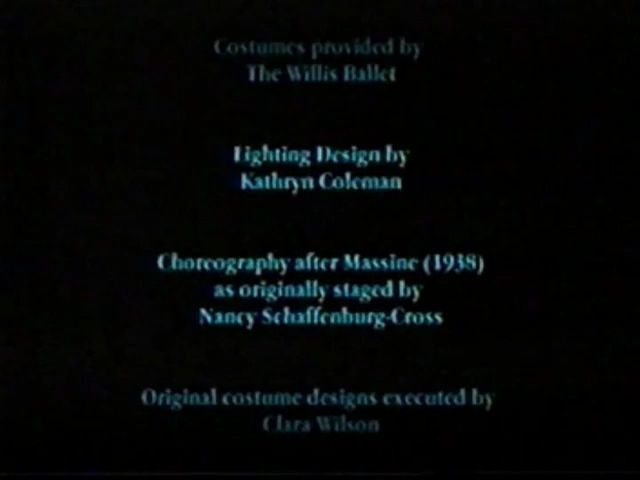 Costumes provided by
The Willis Ballet
Lighting Design by
Kathryn Coleman
Choreography after Massine (1938)
as originally staged by
Nancy Schaffenburg-Cross
Original costume designs executed by
Clara Wilson